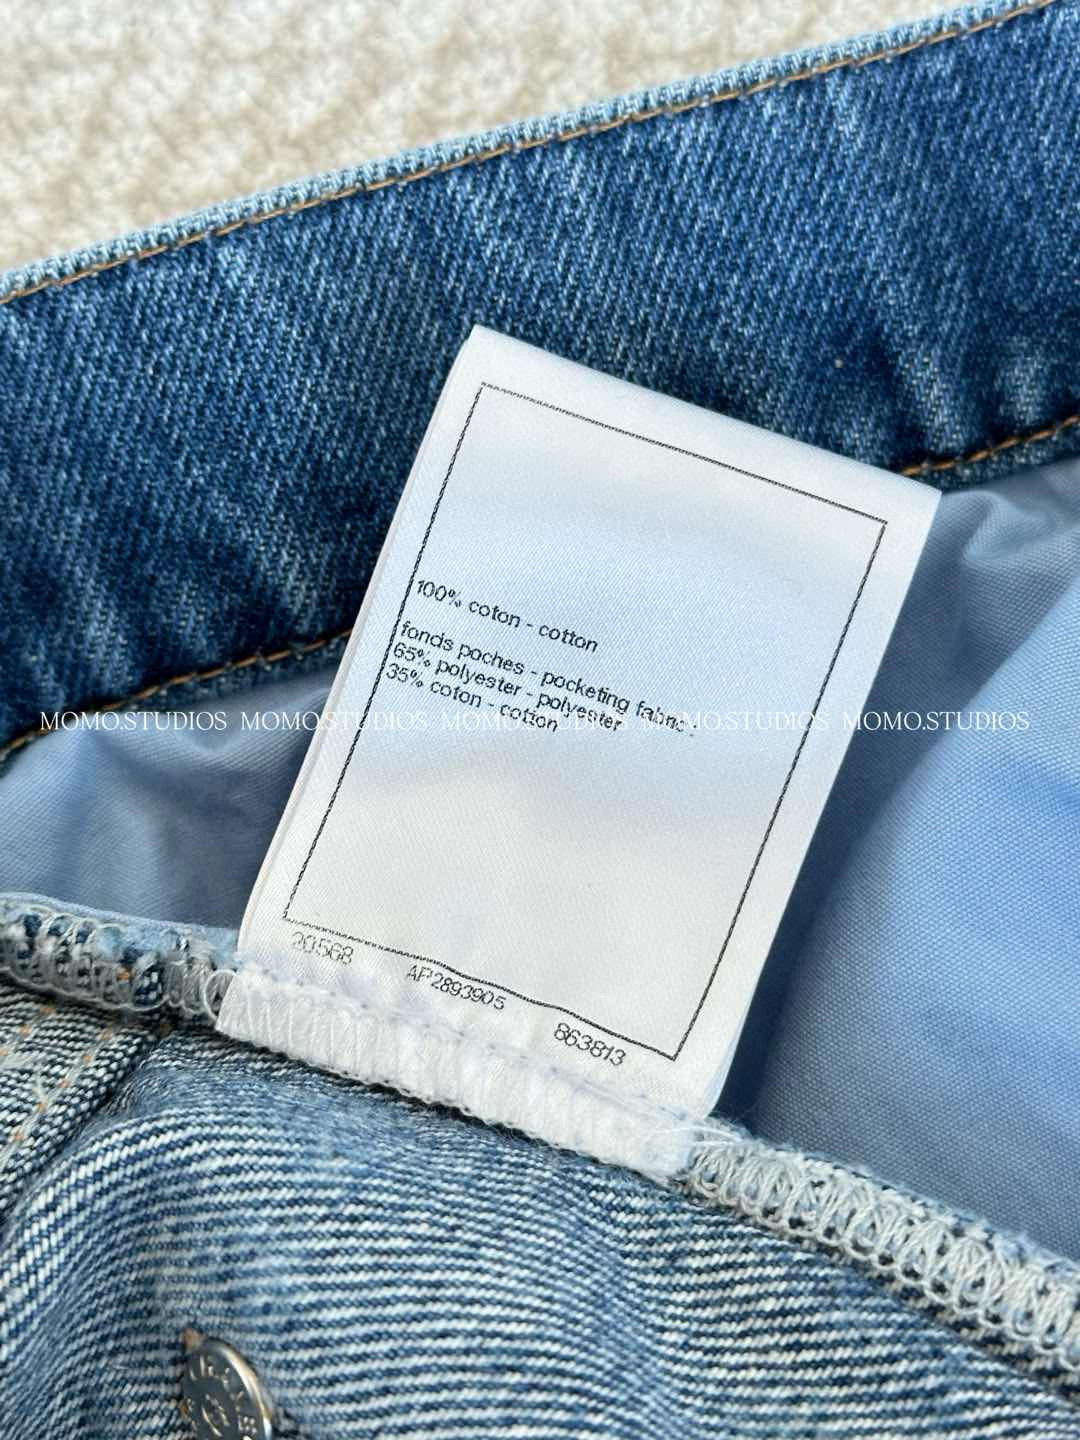 100% coton - cotton
fonds poches - pocketing fabric:
65% polyester - polyester
35% coton - cotton
MOMO.STUDIOS MOMO.STUDIOS MOMO.STUDIOS MOMO.STUDIOS MOMO.STUDIOS
20568 AP2893905 863813